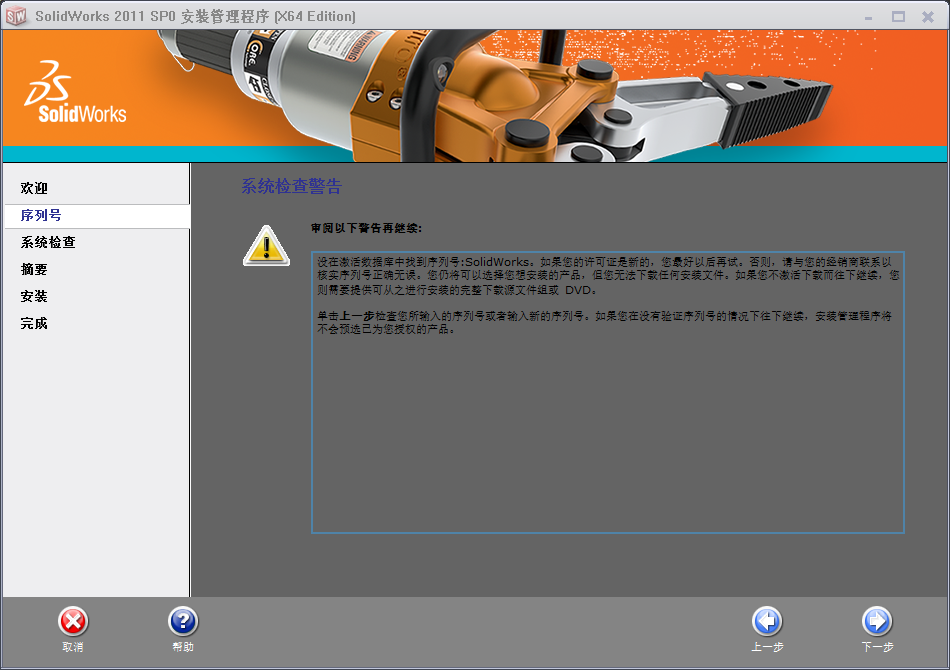 SolidWorks 2011 SP0 安装管理程序 (X64 Edition)
SolidWorks
欢迎
序列号
系统检查
摘要
安装
完成
系统检查警告
审阅以下警告再继续:
没在激活数据库中找到序列号:SolidWorks。如果您的许可证是新的，您最好以后再试。否则，请与您的经销商联系以
核实序列号正确无误。您仍将可以选择您想安装的产品，但您无法下载任何安装文件。如果您不激活下载而往下继续，您
则需要提供可从之进行安装的完整下载源文件组或 DVD。
单击上一步检查您所输入的序列号或者输入新的序列号。如果您在没有验证序列号的情况下往下继续，安装管理程序将
不会预选已为您授权的产品。
取消
帮助
上一步
下一步